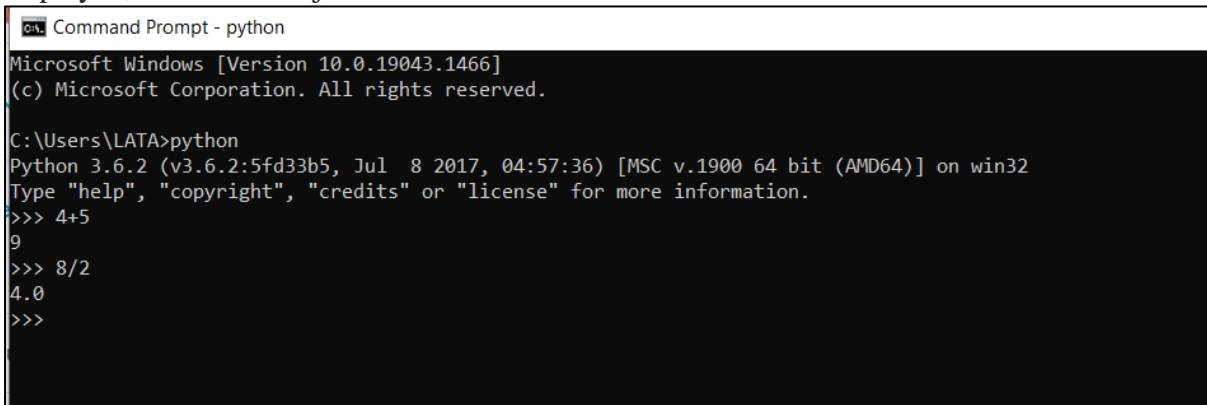 Command Prompt - python
Microsoft Windows [Version 10.0.19043.1466]
(c) Microsoft Corporation. All rights reserved.
C:\Users\LATA>python
Python 3.6.2 (v3.6.2:5fd33b5, Jul  8 2017, 04:57:36) [MSC v.1900 64 bit (AMD64)] on win32
Type "help", "copyright", "credits" or "license" for more information.
>>> 4+5
9
>>> 8/2
4.0
>>>